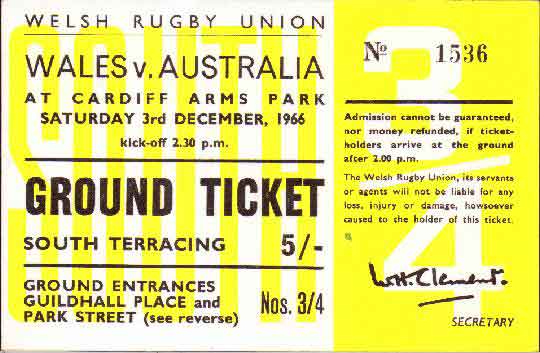 WELSH RUGBY UNION
WALES v. AUSTRALIA
AT CARDIFF ARMS PARK
SATURDAY 3rd DECEMBER, 1966
kick-off 2.30 p.m.
GROUND TICKET
SOUTH TERRACING 5/-
GROUND ENTRANCES
GUILDHALL PLACE and
PARK STREET (see reverse)
Nos. 3/4
SOUTH
3/4
No 1536
Admission cannot be guaranteed,
nor money refunded, if ticket-
holders arrive at the ground
after 2.00 p.m.
The Welsh Rugby Union, its servants
or agents will not be liable for any
loss, injury or damage, howsoever
caused to the holder of this ticket.
W.H. Clement.
SECRETARY